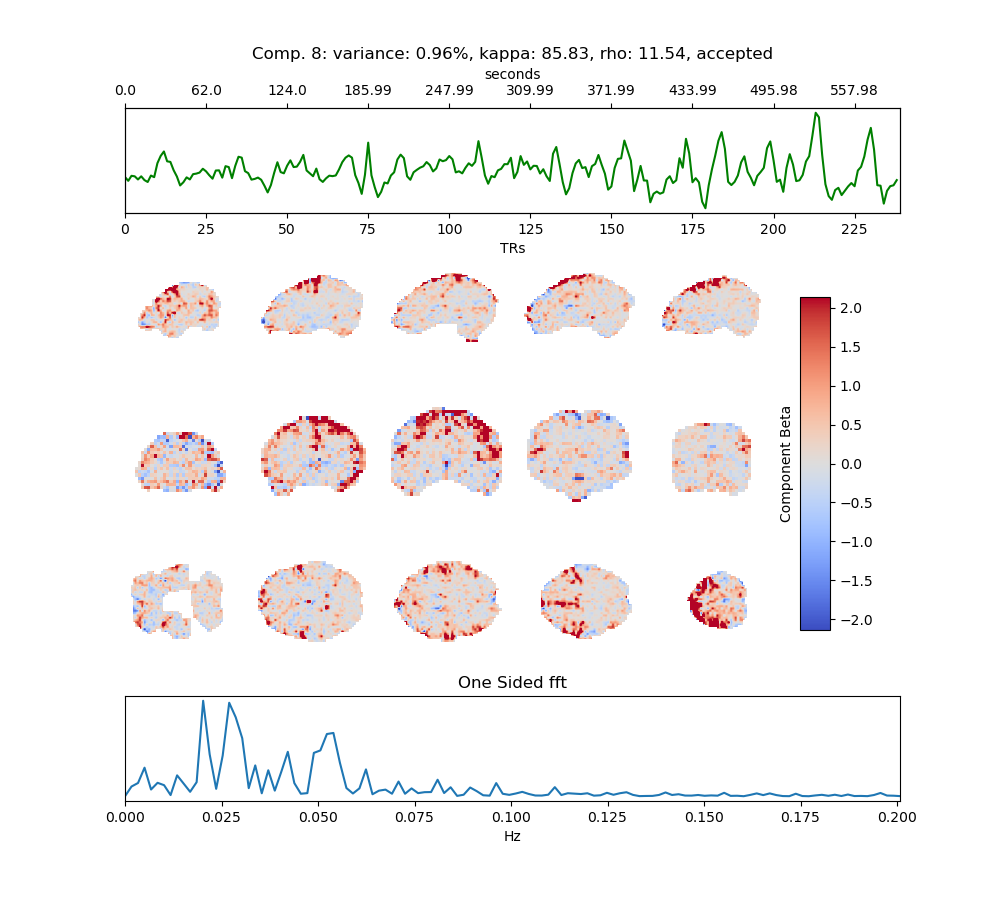 Comp. 8: variance: 0.96%, kappa: 85.83, rho: 11.54, accepted
seconds
0.0 62.0 124.0 185.99 247.99 309.99 371.99 433.99 495.98 557.98
0 25 50 75 100 125 150 175 200 225
TRs
2.0
1.5
1.0
0.5
0.0
−0.5
−1.0
−1.5
−2.0
Component Beta
One Sided fft
0.000 0.025 0.050 0.075 0.100 0.125 0.150 0.175 0.200
Hz